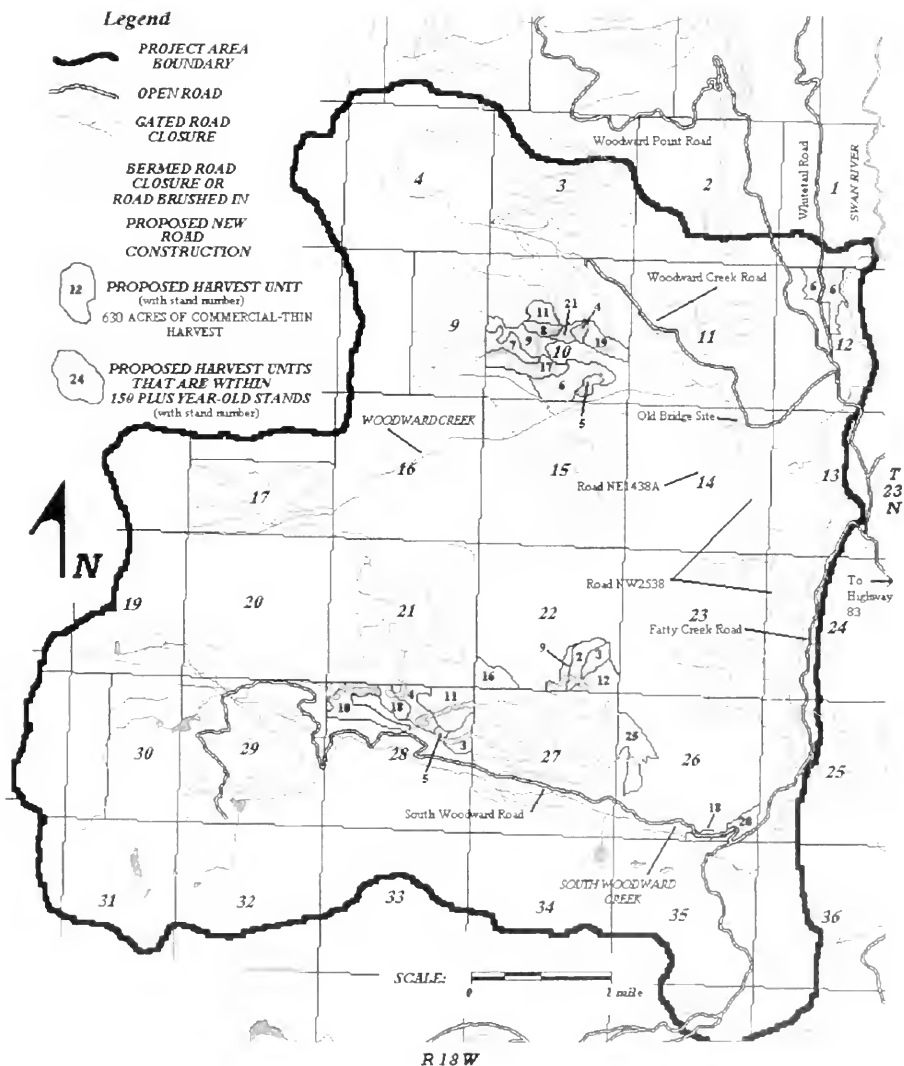 Legend
PROJECT AREA
BOUNDARY
OPEN ROAD
GATED ROAD
CLOSURE
BERMED ROAD
CLOSURE OR
ROAD BRUSHED IN
PROPOSED NEW
ROAD
CONSTRUCTION
12
PROPOSED HARVEST UNIT
(with stand number)
630 ACRES OF COMMERCIAL-THIN
HARVEST
24
PROPOSED HARVEST UNITS
THAT ARE WITHIN
150 PLUS YEAR-OLD STANDS
(with stand number)
Woodward Point Road
Whitetail Road
SWAN RIVER
4
3
2
1
Woodward Creek Road
6
6
11
21
4
9
8
11
12
7
9
10
19
17
6
5
Old Bridge Site
WOODWARD CREEK
16
15
14
13
17
Road NE1438A
T
23
N
N
Road NW2538
To
Highway
83
19
20
21
22
23
24
Fatty Creek Road
9
2
3
16
12
11
4
10
18
30
29
28
3
5
27
25
26
25
South Woodward Road
18
28
SOUTH WOODWARD
CREEK
31
32
33
34
35
36
SCALE:
0
1 mile
R 18 W